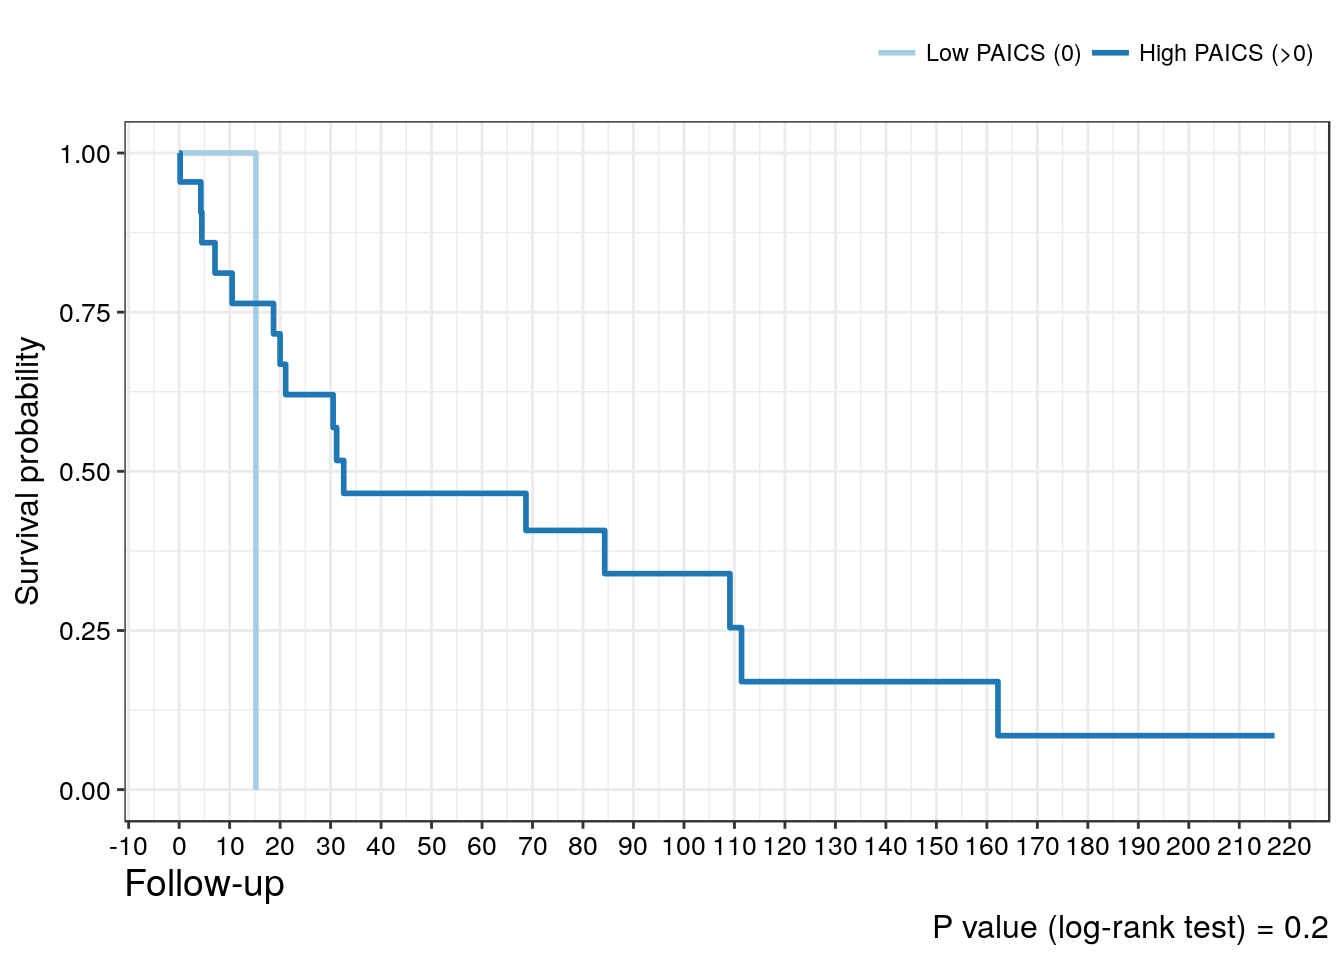 Low PAICS (0) High PAICS (>0)
1.00
0.75
0.50
0.25
0.00
Survival probability
-10 0 10 20 30 40 50 60 70 80 90 100 110 120 130 140 150 160 170 180 190 200 210 220
Follow-up
P value (log-rank test) = 0.2